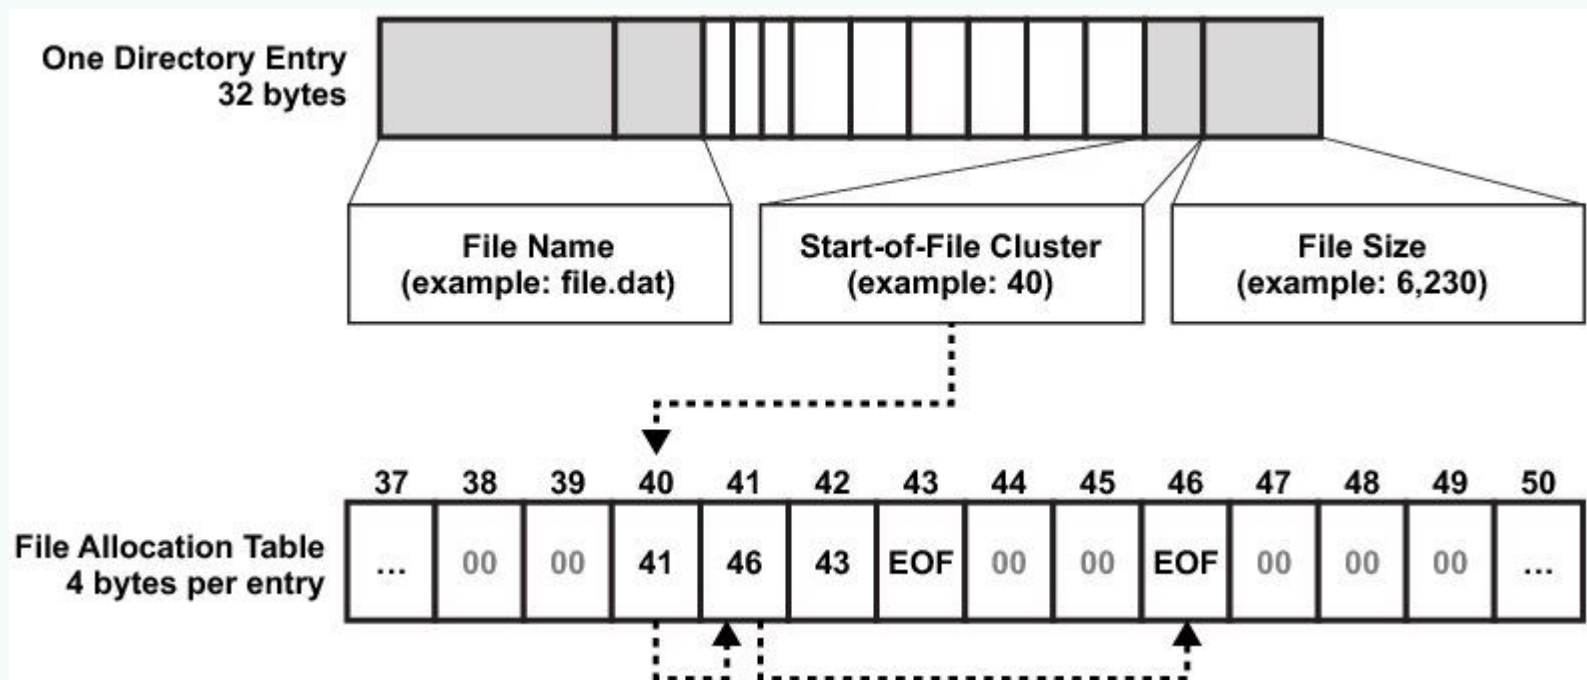 One Directory Entry
32 bytes
File Name
(example: file.dat)
Start-of-File Cluster
(example: 40)
File Size
(example: 6,230)
37 38 39 40 41 42 43 44 45 46 47 48 49 50
File Allocation Table
4 bytes per entry
... 00 00 41 46 43 EOF 00 00 EOF 00 00 00 ...